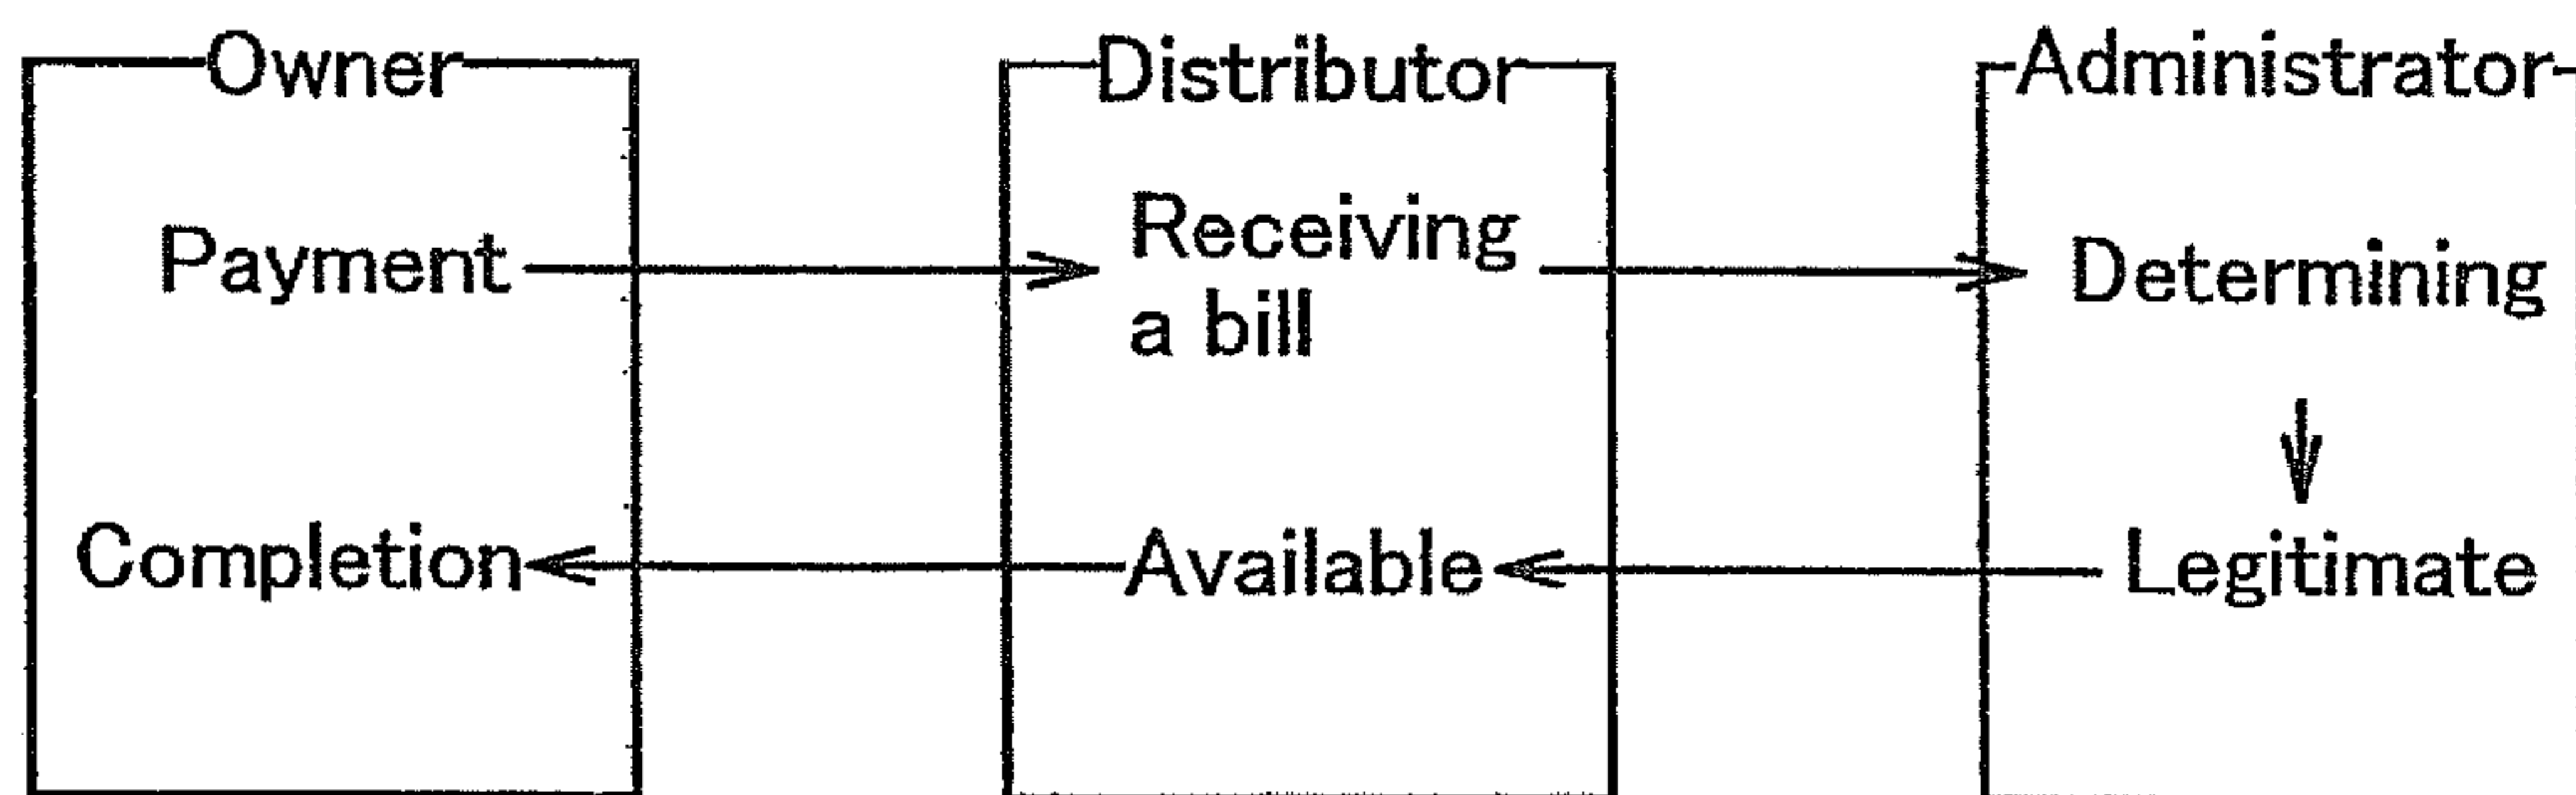 Owner
Distributor
Administrator
Payment
Receiving
a bill
Determining
Completion
Available
Legitimate